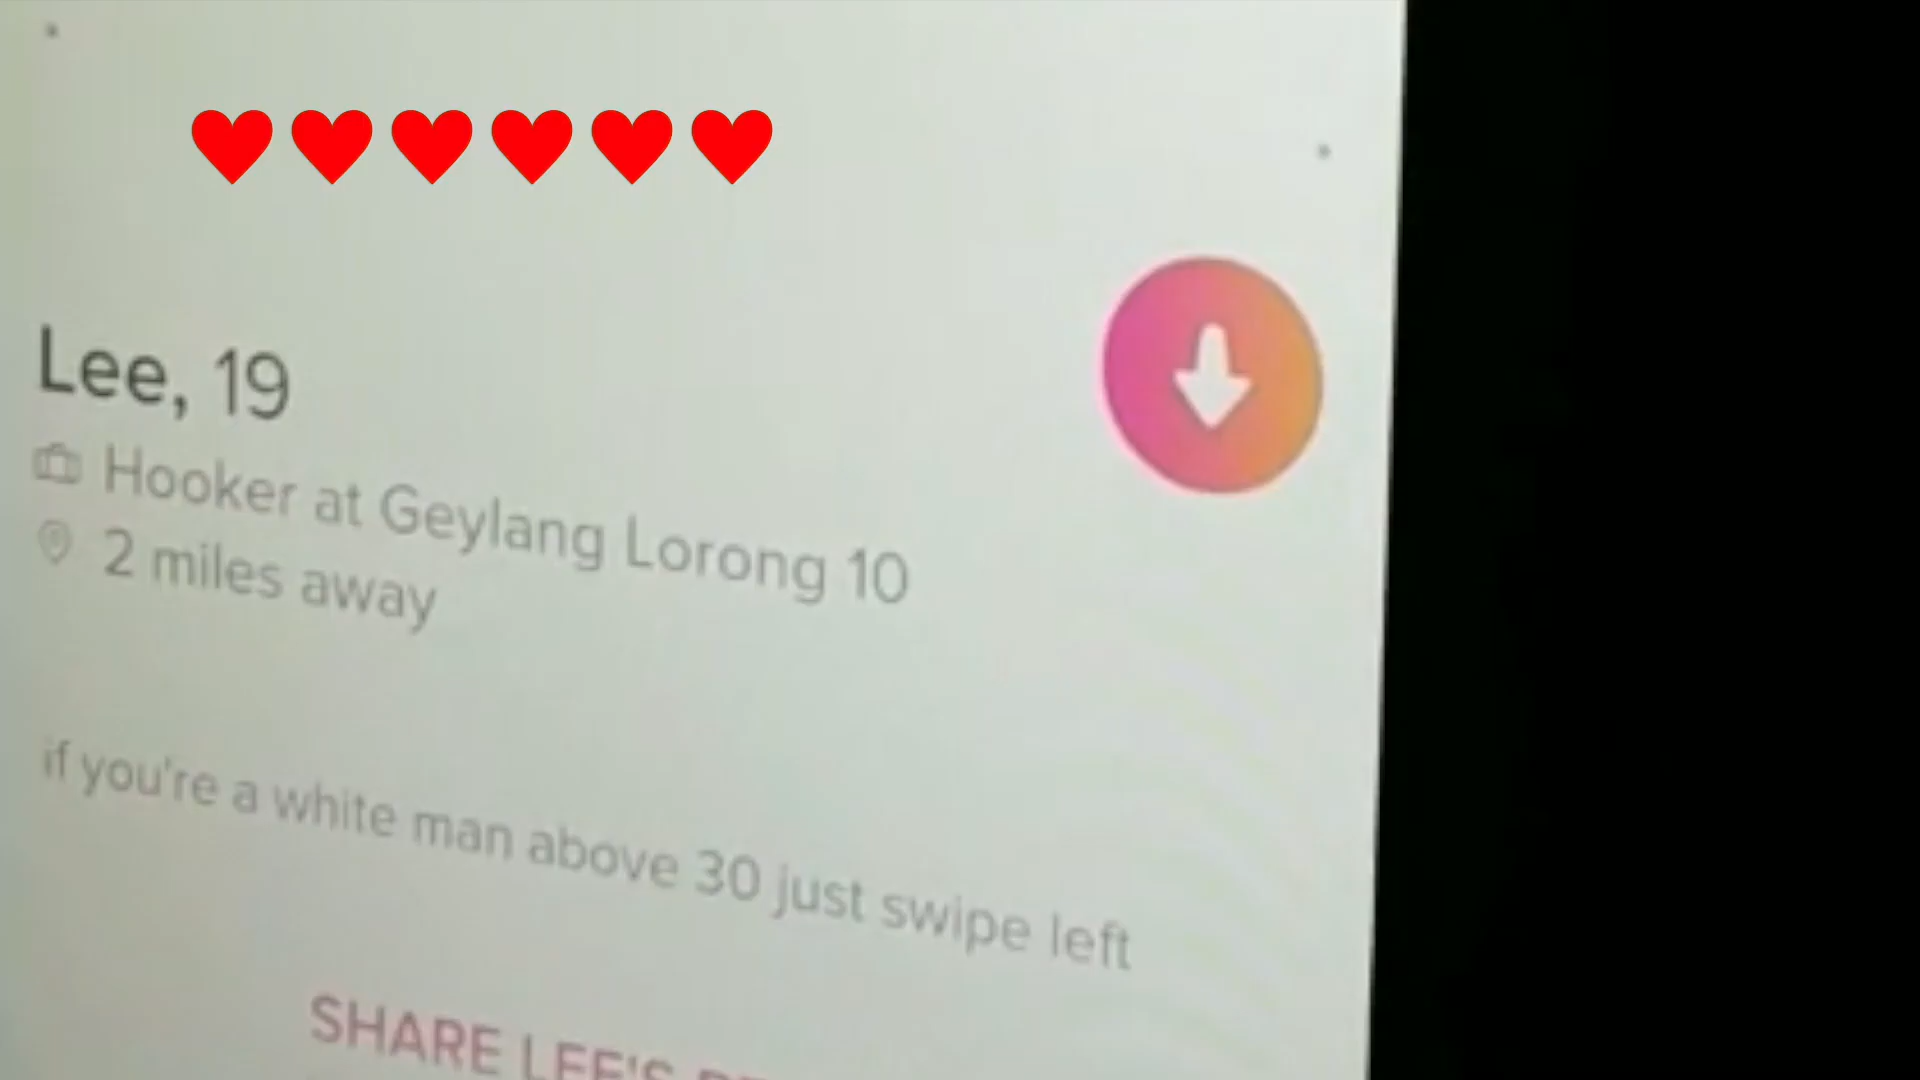 Lee, 19
Hooker at Geylang Lorong 10
2 miles away
if you're a white man above 30 just swipe left
SHARE LEE'S